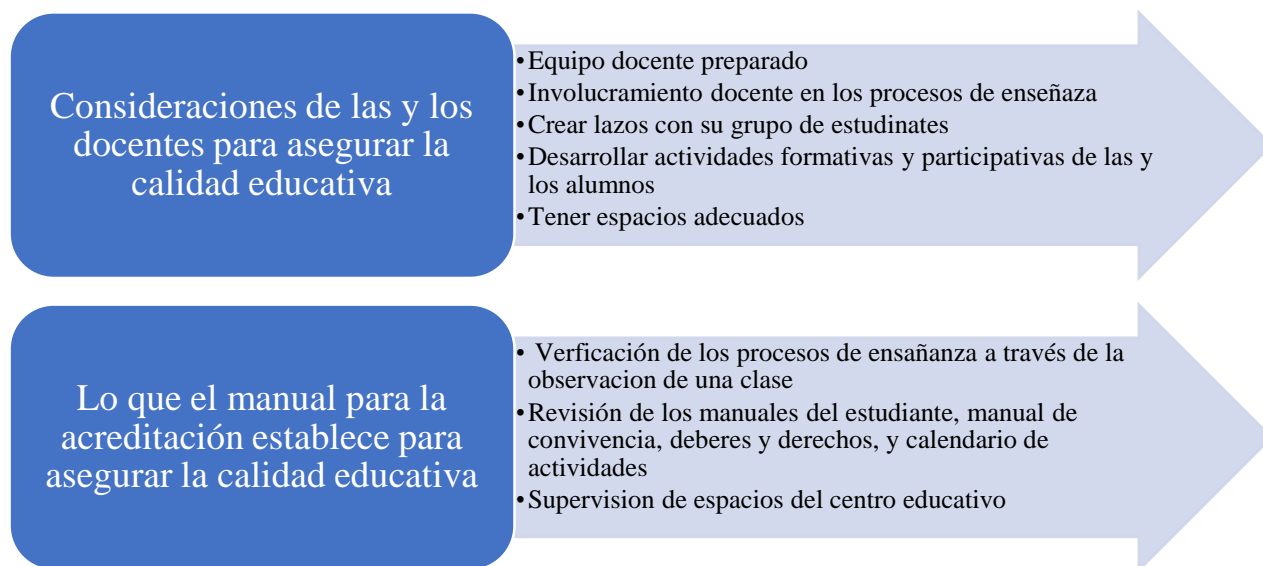 Consideraciones de las y los
docentes para asegurar la
calidad educativa
•Equipo docente preparado
•Involucramiento docente en los procesos de enseñaza
•Crear lazos con su grupo de estudinates
•Desarrollar actividades formativas y participativas de las y
los alumnos
•Tener espacios adecuados
Lo que el manual para la
acreditación establece para
asegurar la calidad educativa
• Verficación de los procesos de ensañanza a través de la
observacion de una clase
•Revisión de los manuales del estudiante, manual de
convivencia, deberes y derechos, y calendario de
actividades
•Supervision de espacios del centro educativo